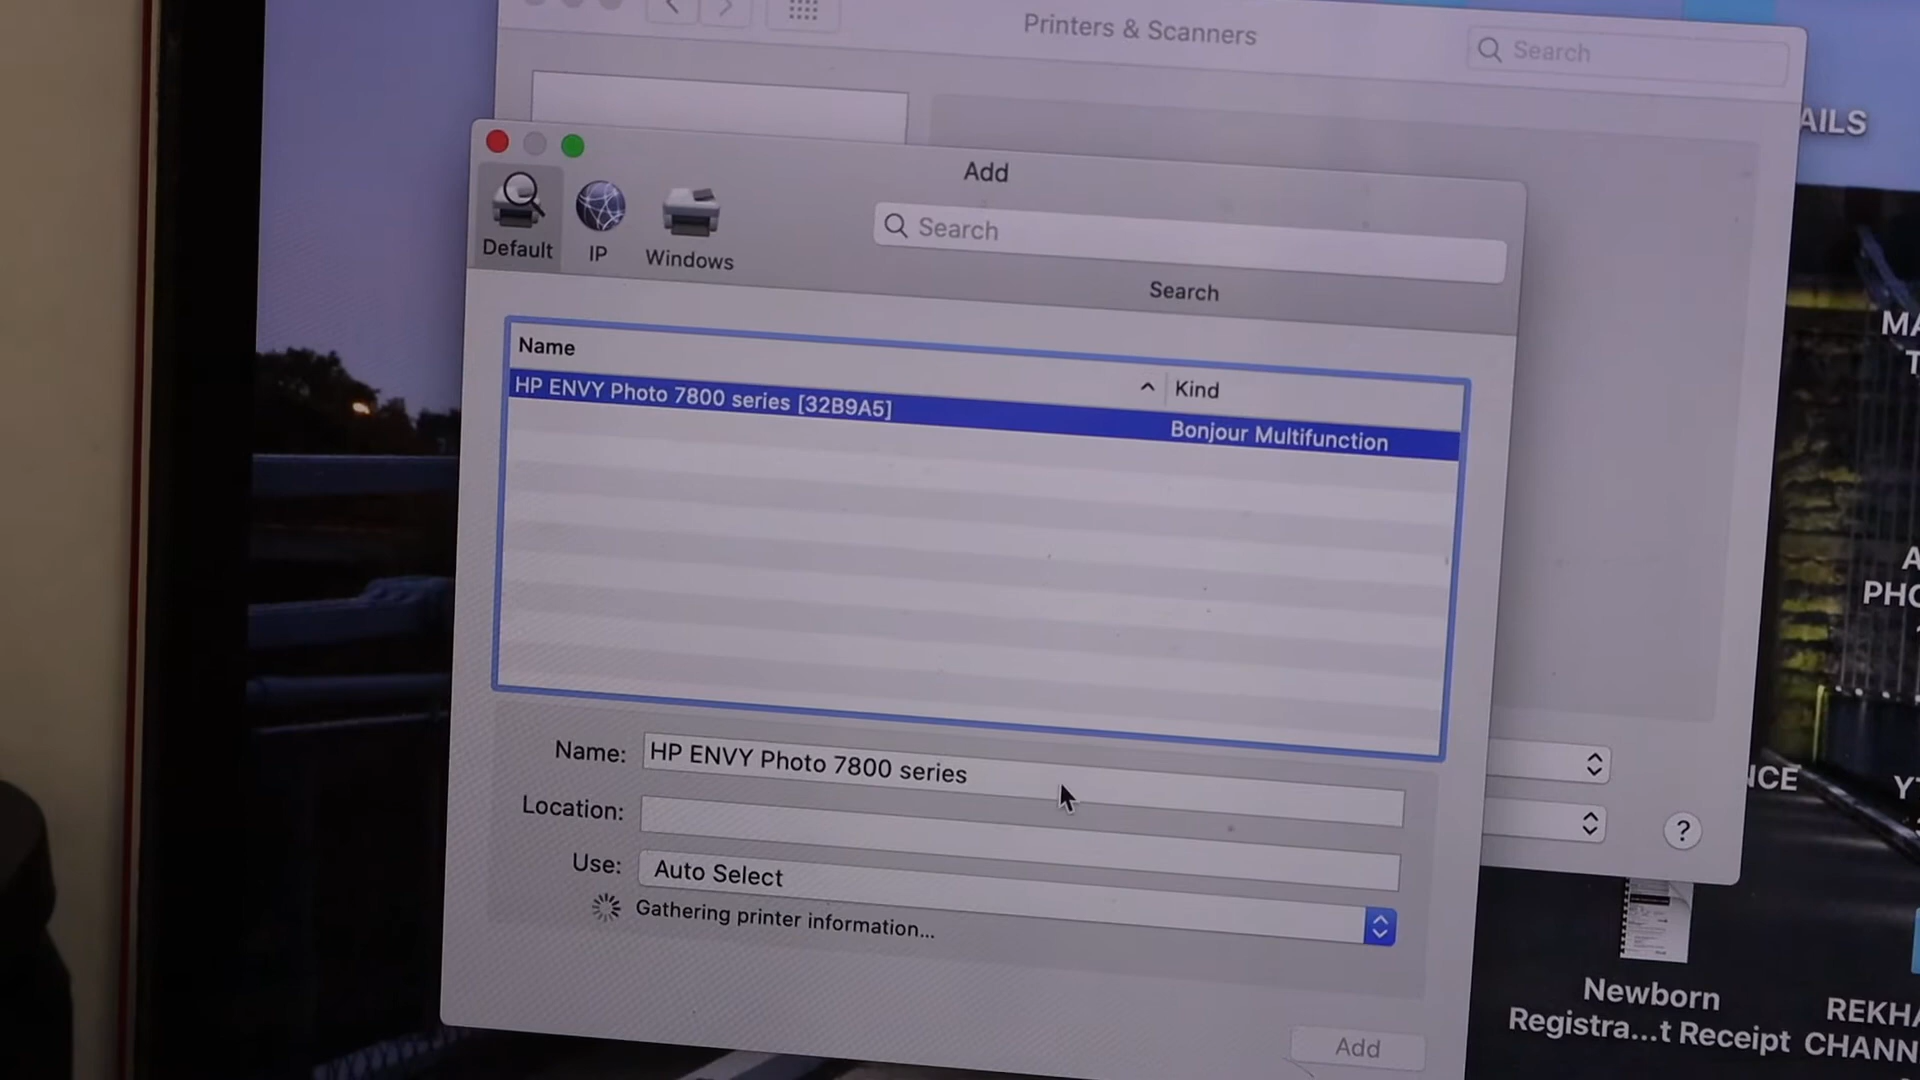 Printers & Scanners
Search
AILS
Add
Default
IP
Windows
Search
Search
Name
Kind
HP ENVY Photo 7800 series [32B9A5]
Bonjour Multifunction
Name: HP ENVY Photo 7800 series
Location:
Use: Auto Select
Gathering printer information...
Add
?
MA
T
A
PHO
NCE
YT
Newborn
Registra...t Receipt
REKHA
CHANN